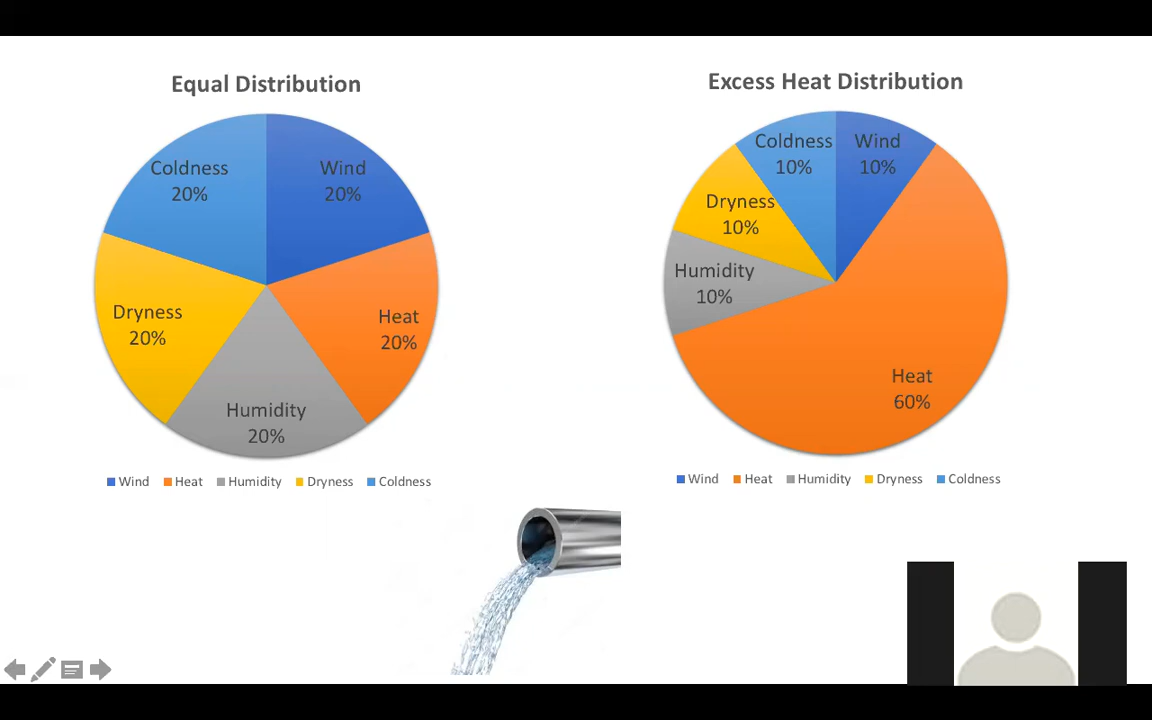 Equal Distribution
Coldness
20%
Wind
20%
Dryness
20%
Heat
20%
Humidity
20%
Wind Heat Humidity Dryness Coldness
Excess Heat Distribution
Coldness
10%
Wind
10%
Dryness
10%
Humidity
10%
Heat
60%
Wind Heat Humidity Dryness Coldness